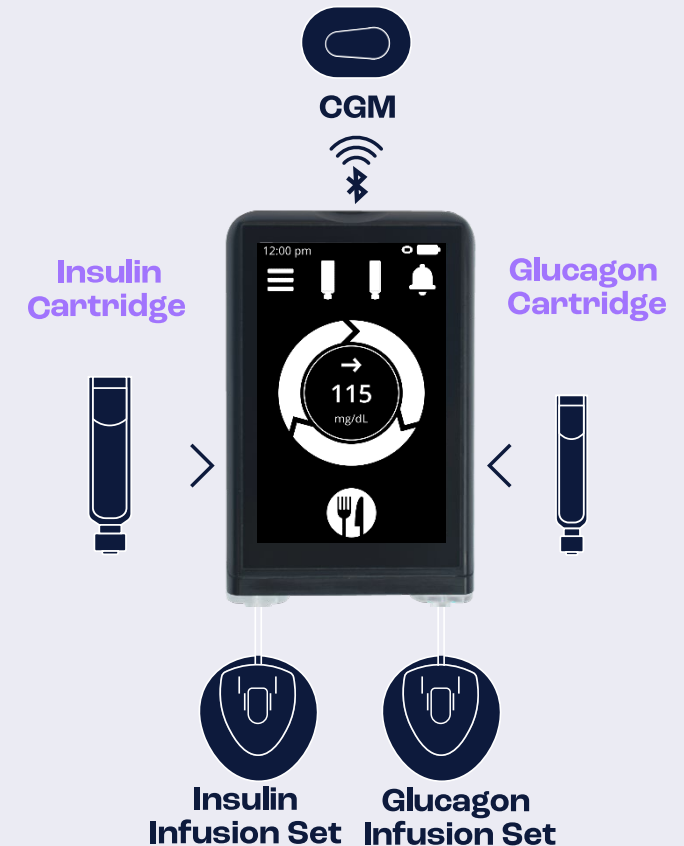 CGM
12:00 pm
Insulin
Cartridge
Glucagon
Cartridge
115
mg/dL
Insulin
Infusion Set
Glucagon
Infusion Set